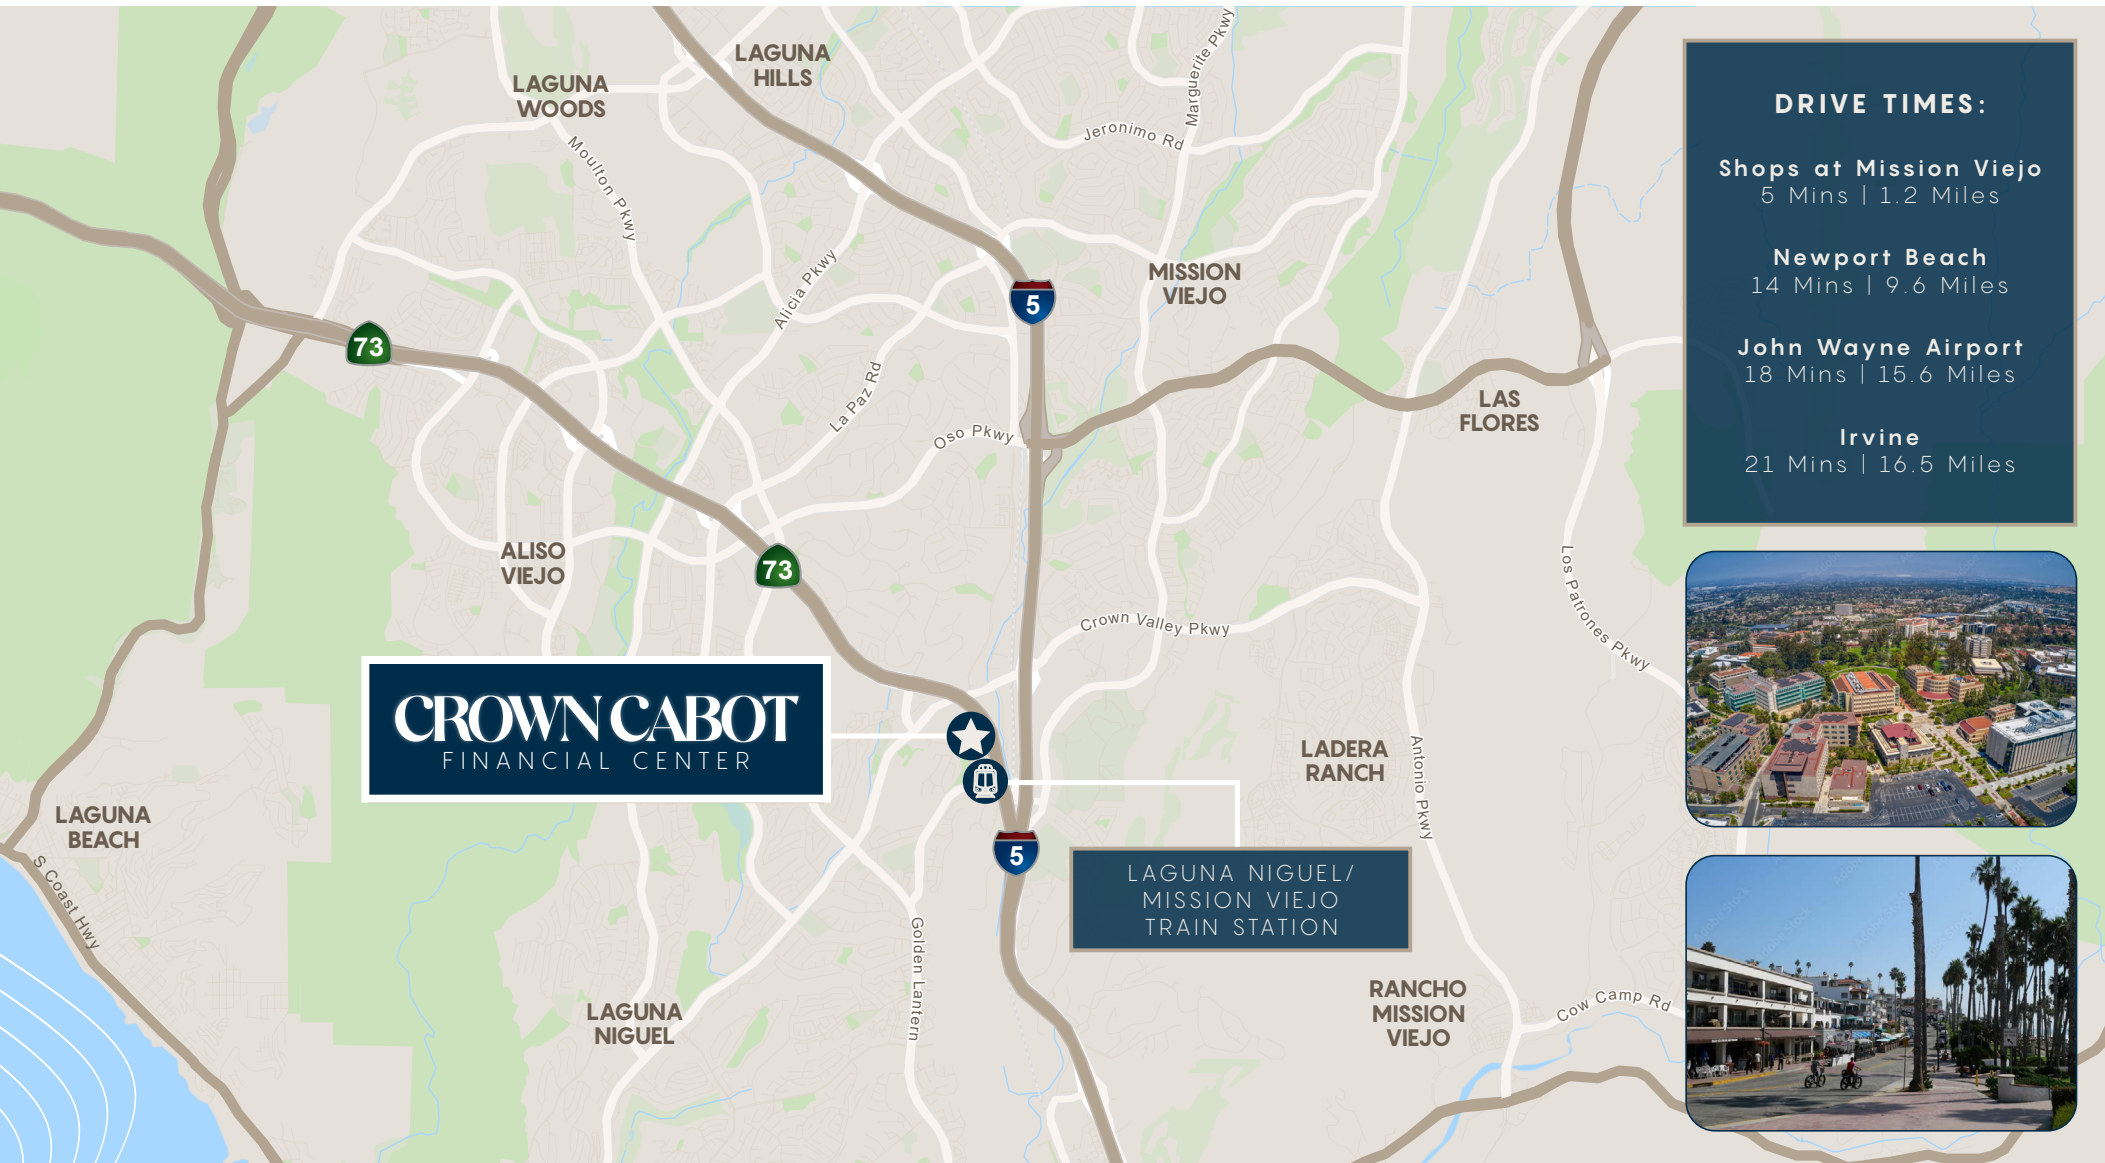 LAGUNA
HILLS
LAGUNA
WOODS
Marguerite Pkwy
Jeronimo Rd
Moulton Pkwy
Alicia Pkwy
MISSION
VIEJO
5
73
La Paz Rd
Oso Pkwy
LAS
FLORES
ALISO
VIEJO
73
Crown Valley Pkwy
Los Patrones Pkwy
CROWN CABOT
FINANCIAL CENTER
LADERA
RANCH
Antonio Pkwy
LAGUNA
BEACH
S Coast Hwy
5
LAGUNA NIGUEL/
MISSION VIEJO
TRAIN STATION
Golden Lantern
LAGUNA
NIGUEL
RANCHO
MISSION
VIEJO
Cow Camp Rd
DRIVE TIMES:
Shops at Mission Viejo
5 Mins | 1.2 Miles
Newport Beach
14 Mins | 9.6 Miles
John Wayne Airport
18 Mins | 15.6 Miles
Irvine
21 Mins | 16.5 Miles